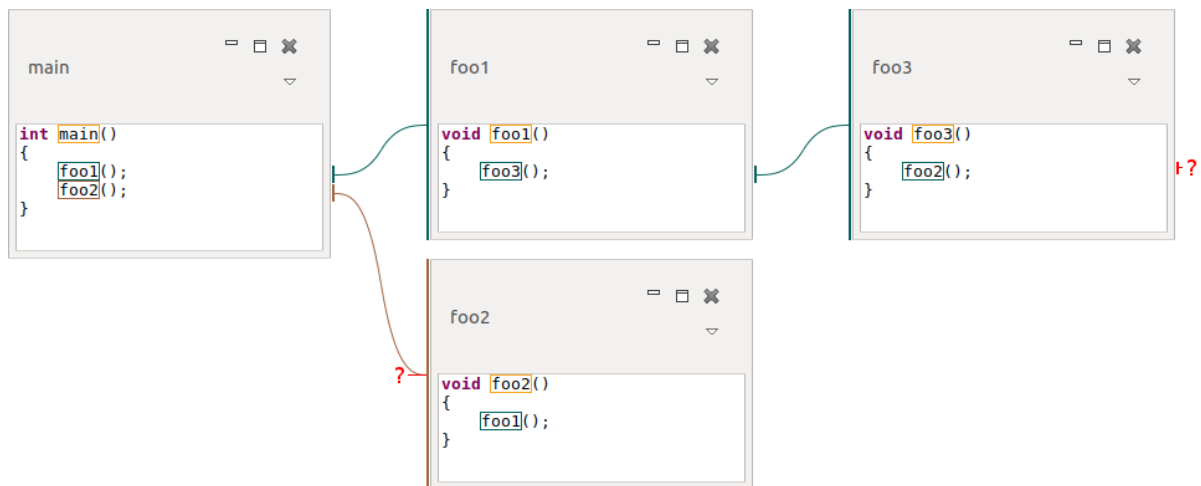 main
int main()
{
    foo1();
    foo2();
}
foo1
void foo1()
{
    foo3();
}
foo3
void foo3()
{
    foo2();
}
?
?
foo2
void foo2()
{
    foo1();
}